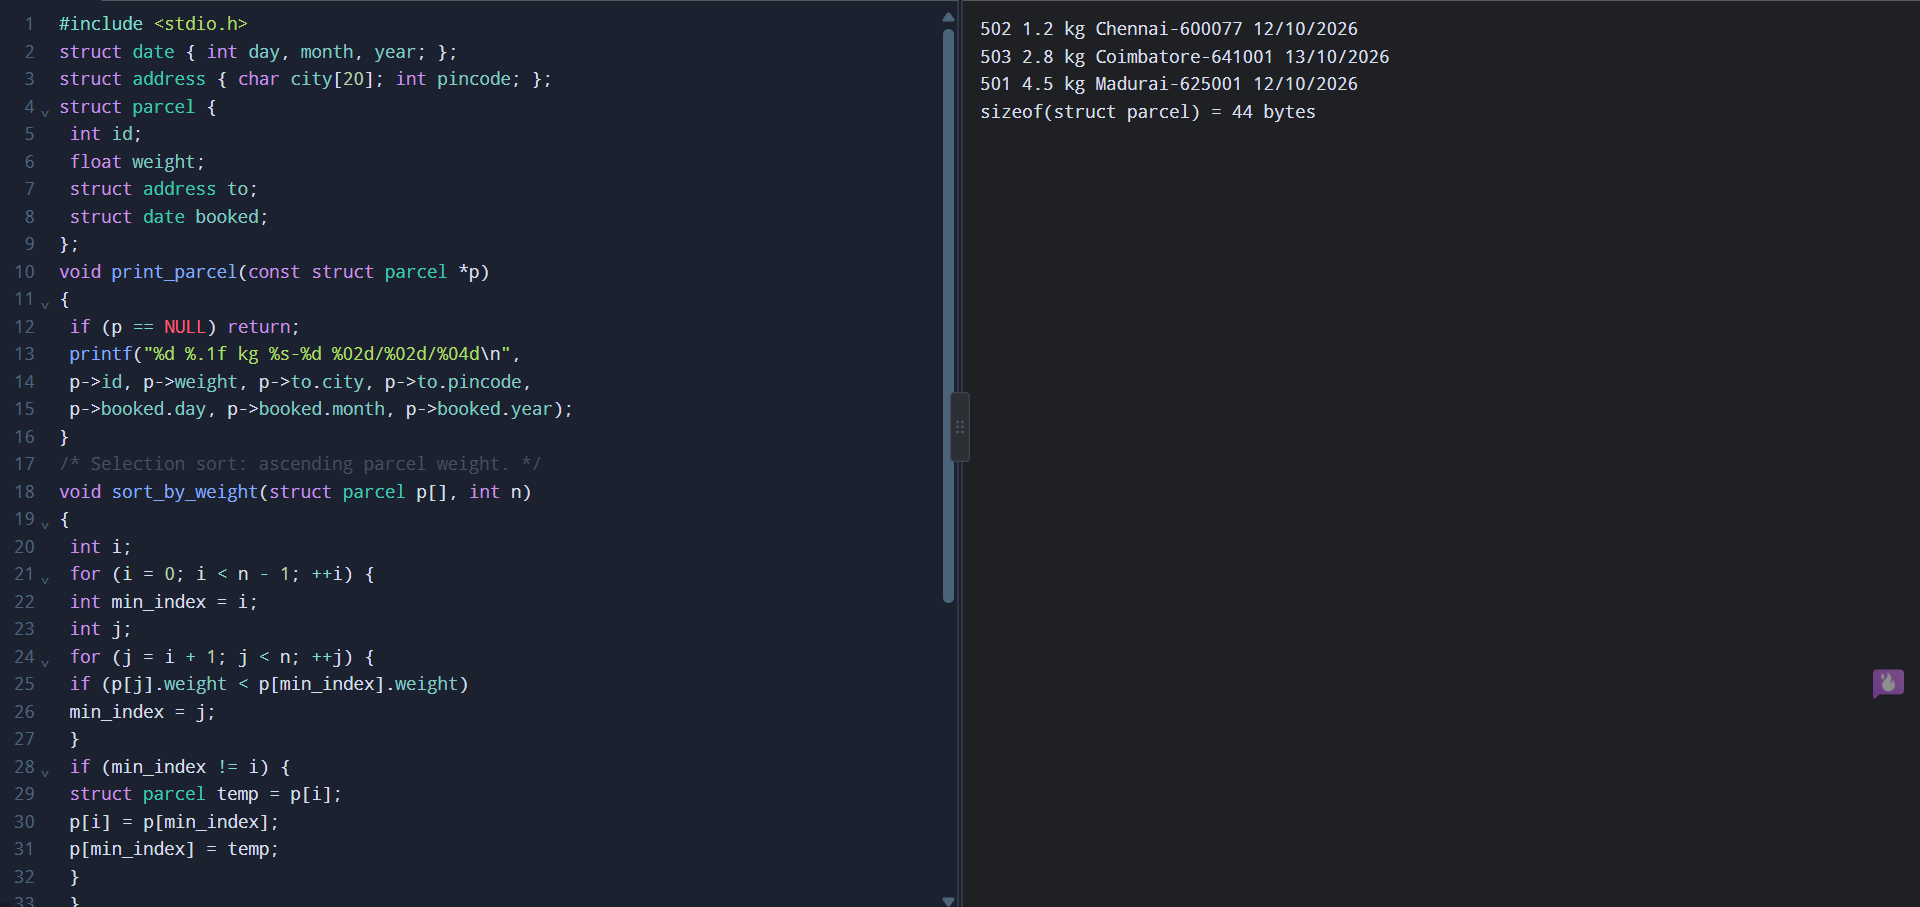 1 #include <stdio.h>
2 struct date { int day, month, year; };
3 struct address { char city[20]; int pincode; };
4 struct parcel {
5 int id;
6 float weight;
7 struct address to;
8 struct date booked;
9 };
10 void print_parcel(const struct parcel *p)
11 {
12 if (p == NULL) return;
13 printf("%d %.1f kg %s-%d %02d/%02d/%04d\n",
14 p->id, p->weight, p->to.city, p->to.pincode,
15 p->booked.day, p->booked.month, p->booked.year);
16 }
17 /* Selection sort: ascending parcel weight. */
18 void sort_by_weight(struct parcel p[], int n)
19 {
20 int i;
21 for (i = 0; i < n - 1; ++i) {
22 int min_index = i;
23 int j;
24 for (j = i + 1; j < n; ++j) {
25 if (p[j].weight < p[min_index].weight)
26 min_index = j;
27 }
28 if (min_index != i) {
29 struct parcel temp = p[i];
30 p[i] = p[min_index];
31 p[min_index] = temp;
32 }
33 }
502 1.2 kg Chennai-600077 12/10/2026
503 2.8 kg Coimbatore-641001 13/10/2026
501 4.5 kg Madurai-625001 12/10/2026
sizeof(struct parcel) = 44 bytes